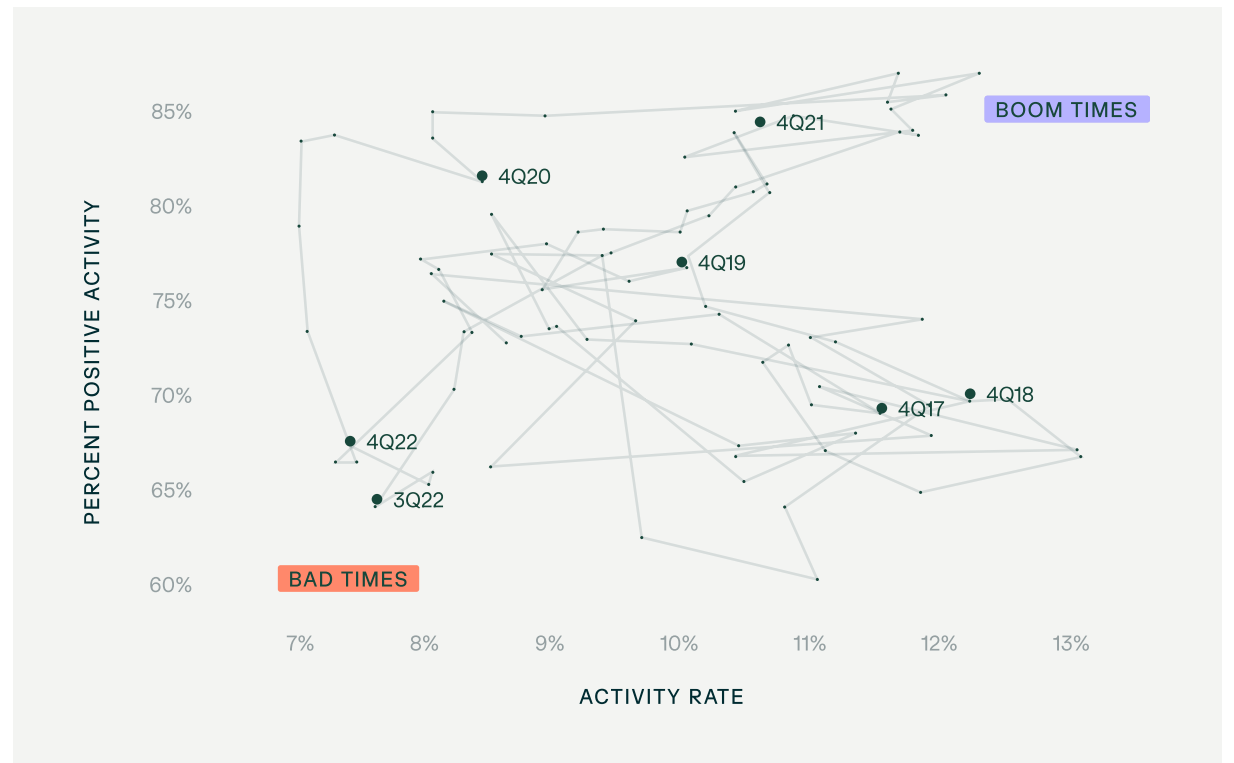 85%
80%
75%
70%
65%
60%
PERCENT POSITIVE ACTIVITY
BOOM TIMES
4Q21
4Q20
4Q19
4Q18
4Q17
4Q22
3Q22
BAD TIMES
7% 8% 9% 10% 11% 12% 13%
ACTIVITY RATE